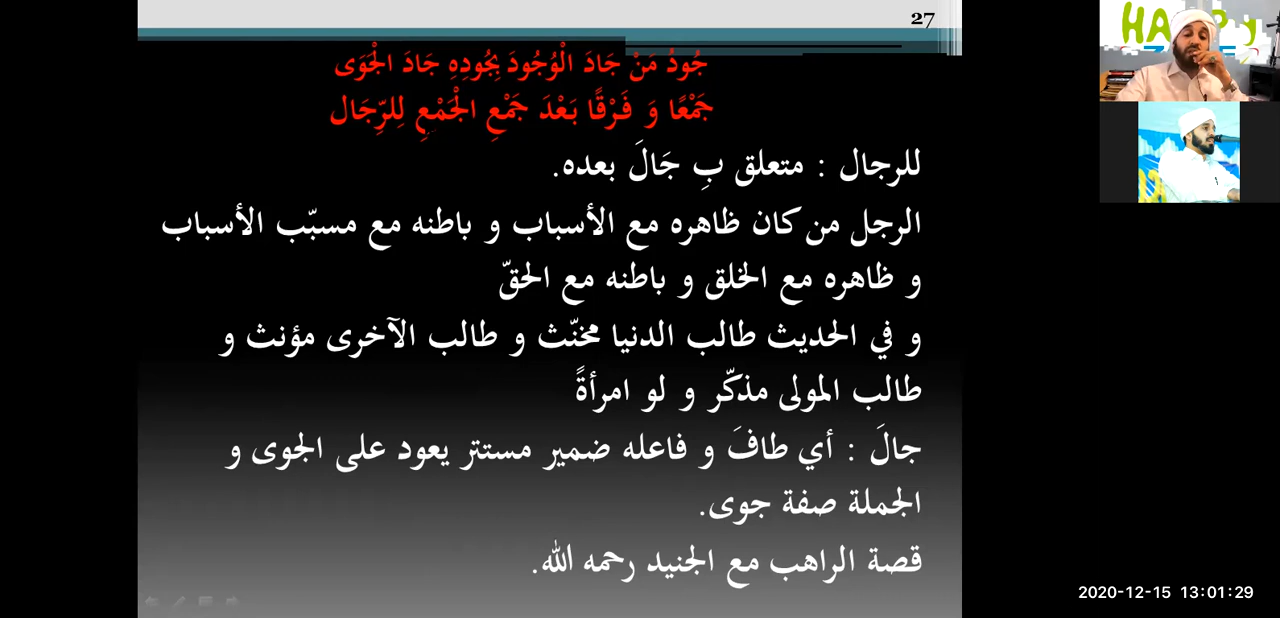 27
جُودُ مَنْ جَادَ الْوُجُودَ بِجُودِهِ جَادَ الْجَوَى
جَمْعًا وَ فَرْقًا بَعْدَ جَمْعِ الْجَمْعِ لِلرِّجَال
للرجال : متعلق بِ جَالَ بعده.
الرجل من كان ظاهره مع الأسباب و باطنه مع مسبّب الأسباب
و ظاهره مع الخلق و باطنه مع الحقّ
و في الحديث طالب الدنيا مخنّث و طالب الآخرى مؤنث و
طالب المولى مذكّر و لو امرأةً
جالَ : أي طافَ و فاعله ضمير مستتر يعود على الجوى و
الجملة صفة جوى.
قصة الراهب مع الجنيد رحمه الله.
2020-12-15 13:01:29